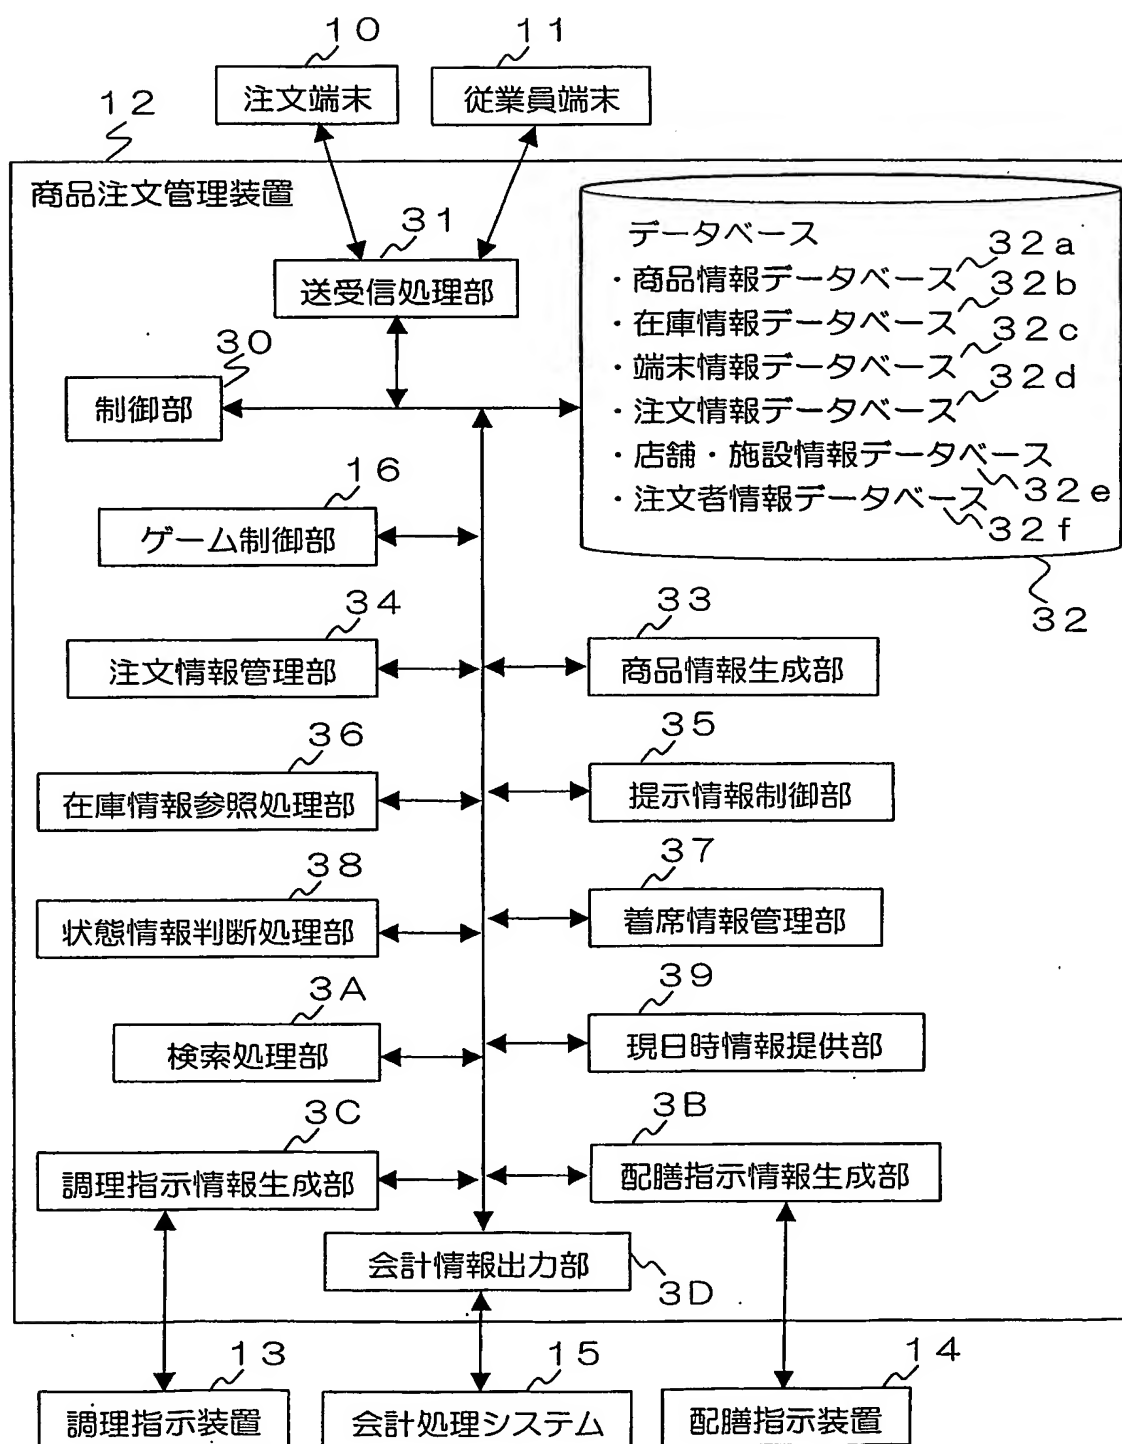 10
11
注文端末
従業員端末
12
商品注文管理装置
31
送受信処理部
データベース
・商品情報データベース 32a
・在庫情報データベース 32b
・端末情報データベース 32c
・注文情報データベース 32d
・店舗・施設情報データベース
32e
・注文者情報データベース
32f
32
30
制御部
16
ゲーム制御部
34
注文情報管理部
33
商品情報生成部
36
在庫情報参照処理部
35
提示情報制御部
38
状態情報判断処理部
37
着席情報管理部
3A
検索処理部
39
現日時情報提供部
3C
調理指示情報生成部
3B
配膳指示情報生成部
会計情報出力部
3D
13
調理指示装置
15
会計処理システム
14
配膳指示装置